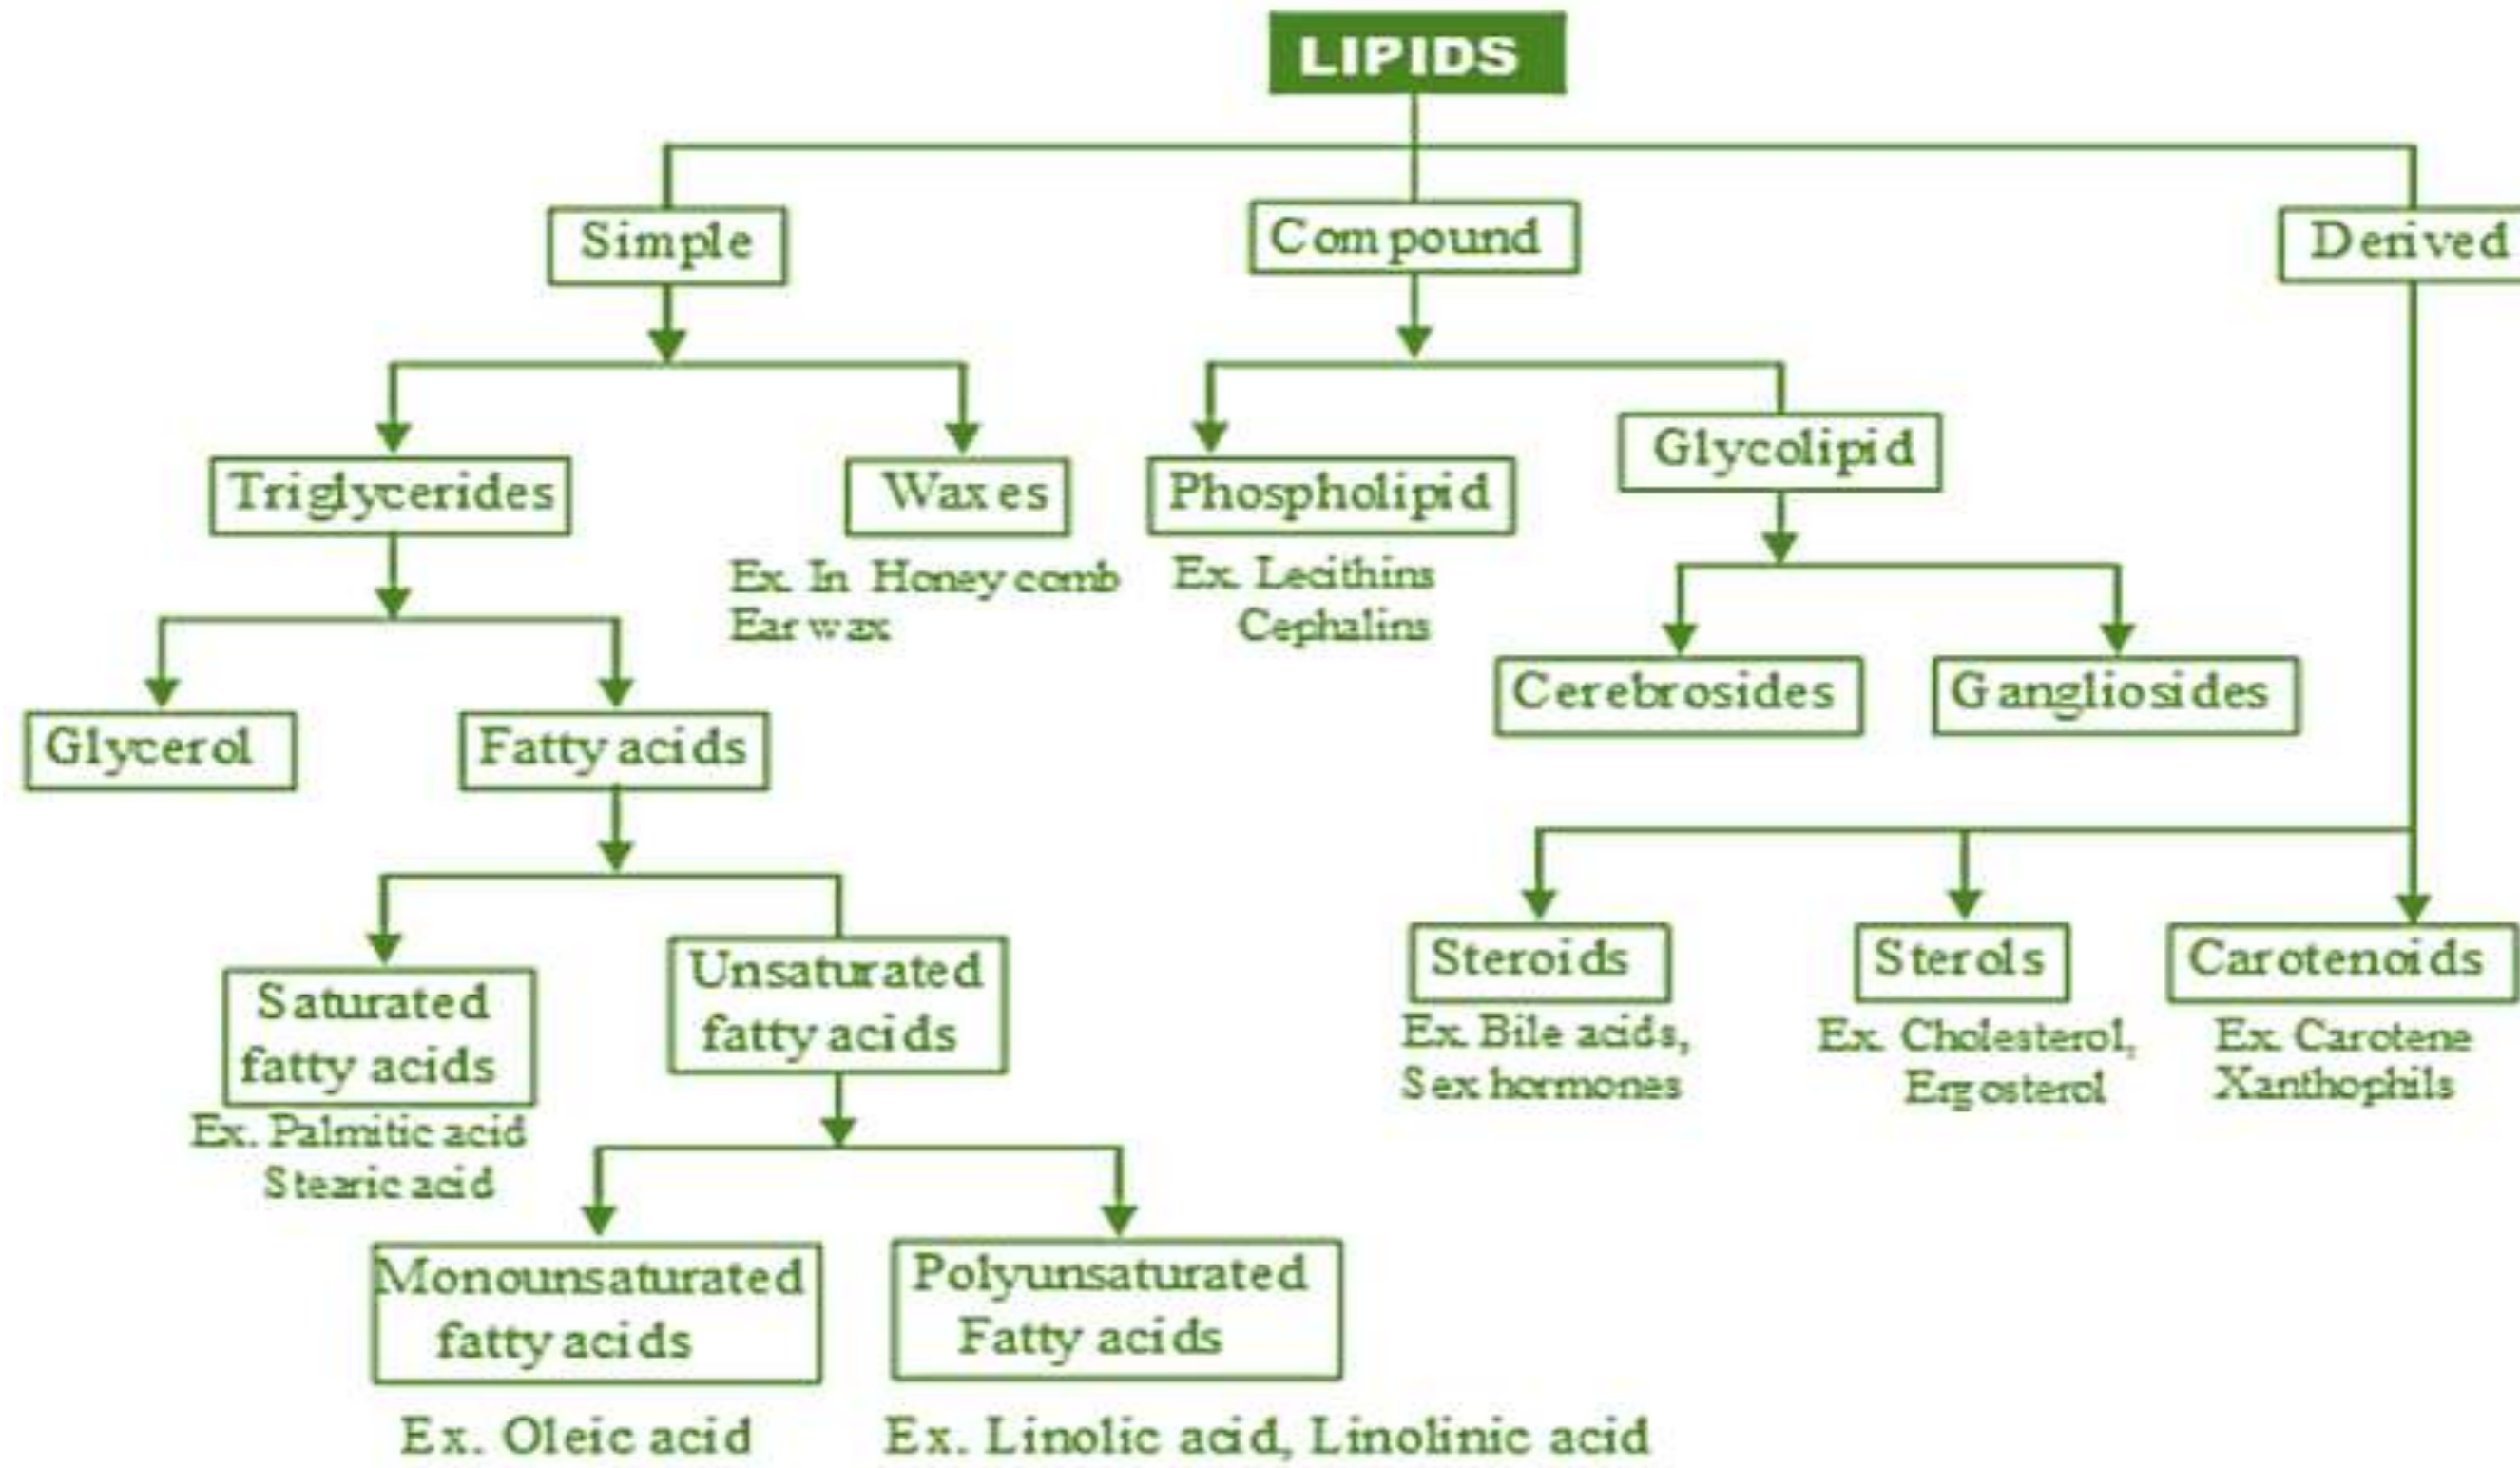 LIPIDS
Simple
Compound
Derived
Triglycerides
Waxes
Ex. In Honey comb
Ear wax
Phospholipid
Ex. Lecithins
Cephalins
Glycolipid
Cerebrosides
Gangliosides
Glycerol
Fatty acids
Saturated
fatty acids
Ex. Palmitic acid
Stearic acid
Unsaturated
fatty acids
Monounsaturated
fatty acids
Ex. Oleic acid
Polyunsaturated
Fatty acids
Ex. Linolic acid, Linolinic acid
Steroids
Ex. Bile acids,
Sex hormones
Sterols
Ex. Cholesterol,
Ergosterol
Carotenoids
Ex. Carotene
Xanthophils